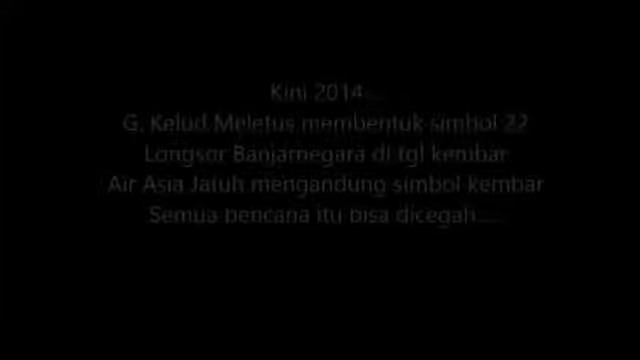 Kini 2014...
G. Kelud Meletus membentuk simbol 22
Longsor Banjarnegara di tgl kembar
Air Asia Jatuh mengandung simbol kembar
Semua bencana itu bisa dicegah....